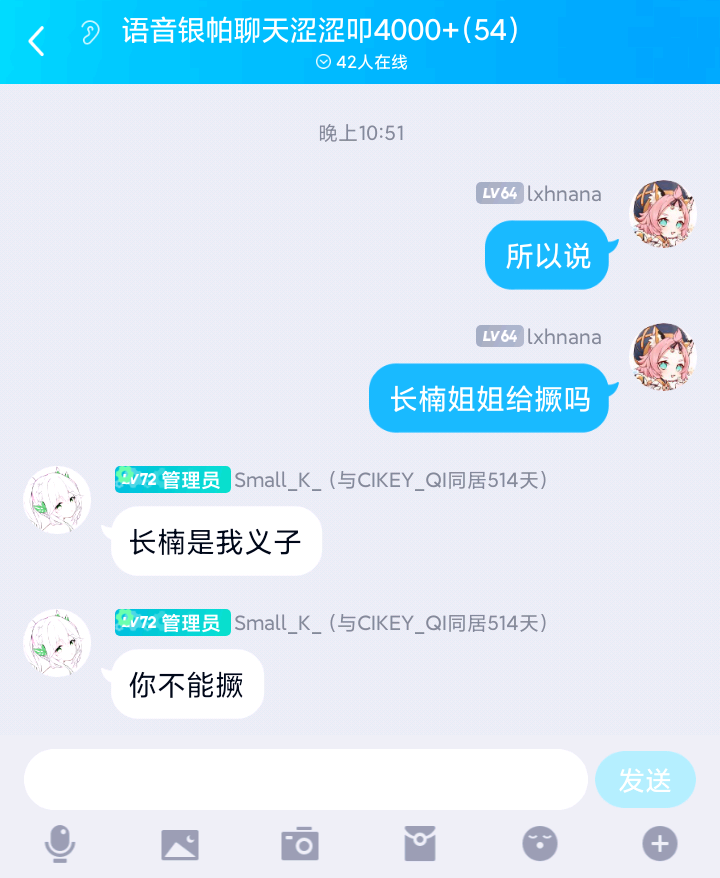 语音银帕聊天涩涩叩4000+(54)
42人在线
晚上10:51
LV64 lxhnana
所以说
LV64 lxhnana
长楠姐姐给撅吗
LV72 管理员 Small_K_ (与CIKEY_QI同居514天)
长楠是我义子
LV72 管理员 Small_K_ (与CIKEY_QI同居514天)
你不能撅
发送